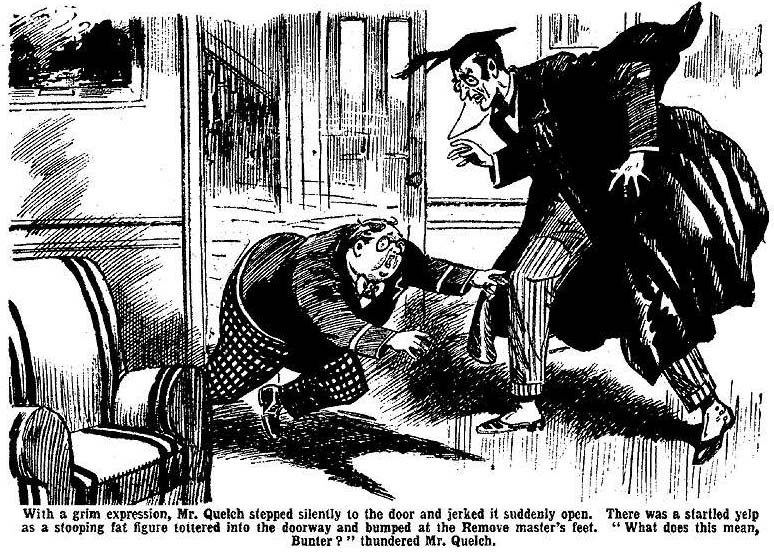 With a grim expression, Mr. Quelch stepped silently to the door and jerked it suddenly open. There was a startled yelp
as a stooping fat figure tottered into the doorway and bumped at the Remove master's feet. "What does this mean,
Bunter?" thundered Mr. Quelch.